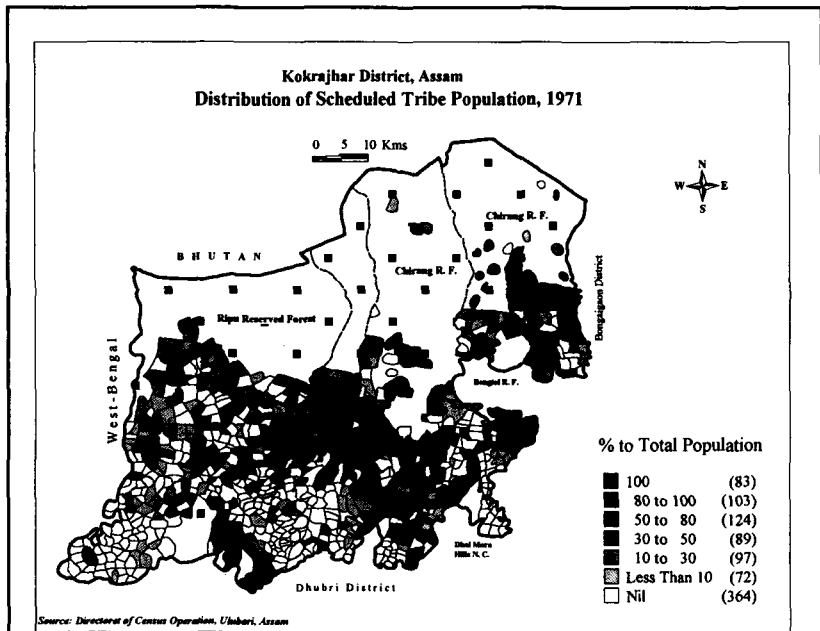 Kokrajhar District, Assam
Distribution of Scheduled Tribe Population, 1971
0 5 10 Kms
N
W E
S
Chirang R. F.
BHUTAN
Chirang R. F.
Ripu Reserved Forest
Bongaigaon District
West-Bengal
Bengtol R. F.
% to Total Population
100 (83)
80 to 100 (103)
50 to 80 (124)
30 to 50 (89)
10 to 30 (97)
Less Than 10 (72)
Nil (364)
Hills N. C.
Dhubri District
Source: Directorat of Census Operation, Ulubari, Assam